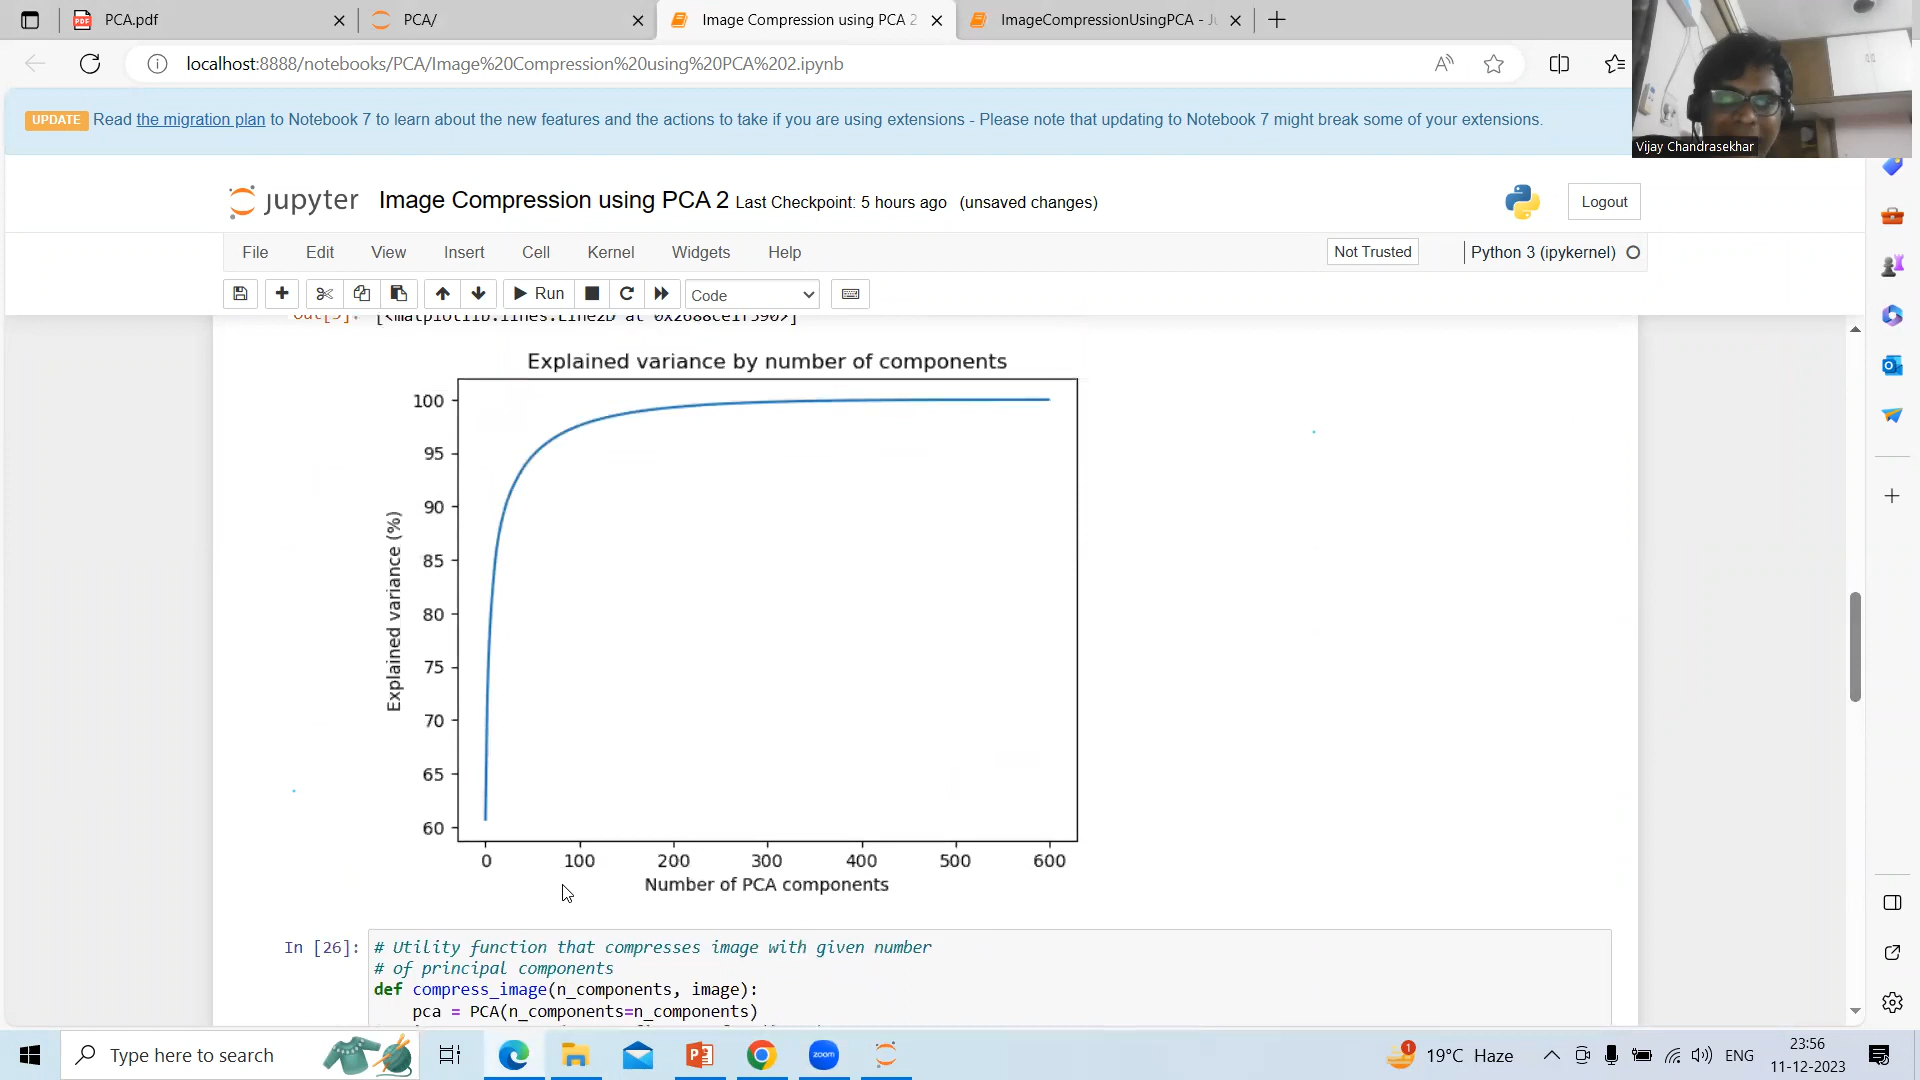 PCA.pdf
PCA/
Image Compression using PCA 2
ImageCompressionUsingPCA - Ju
localhost:8888/notebooks/PCA/Image%20Compression%20using%20PCA%202.ipynb
Vijay Chandrasekhar
UPDATE Read the migration plan to Notebook 7 to learn about the new features and the actions to take if you are using extensions - Please note that updating to Notebook 7 might break some of your extensions.
jupyter Image Compression using PCA 2 Last Checkpoint: 5 hours ago (unsaved changes)
Logout
File Edit View Insert Cell Kernel Widgets Help
Not Trusted
Python 3 (ipykernel)
Run
Code
Explained variance by number of components
100
95
90
85
80
75
70
65
60
Explained variance (%)
0 100 200 300 400 500 600
Number of PCA components
In [26]:
# Utility function that compresses image with given number
# of principal components
def compress_image(n_components, image):
pca = PCA(n_components=n_components)
Type here to search
zoom
1
19°C Haze
ENG
23:56
11-12-2023